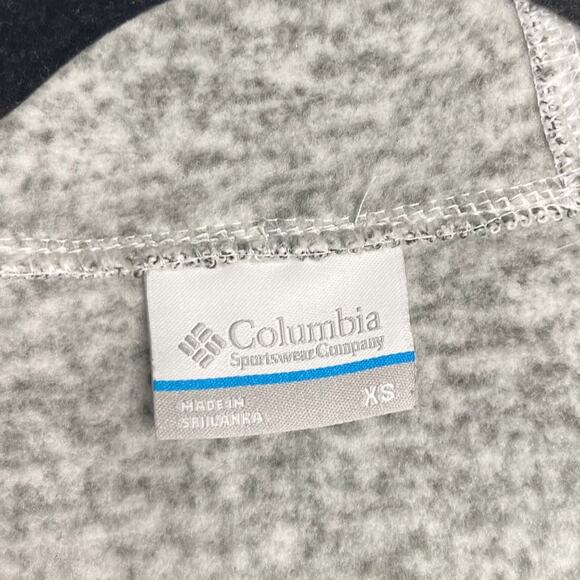 Columbia
Sportswear Company
MADE IN
SRI LANKA
XS